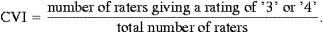 CVI = number of raters giving a rating of '3' or '4' / total number of raters.